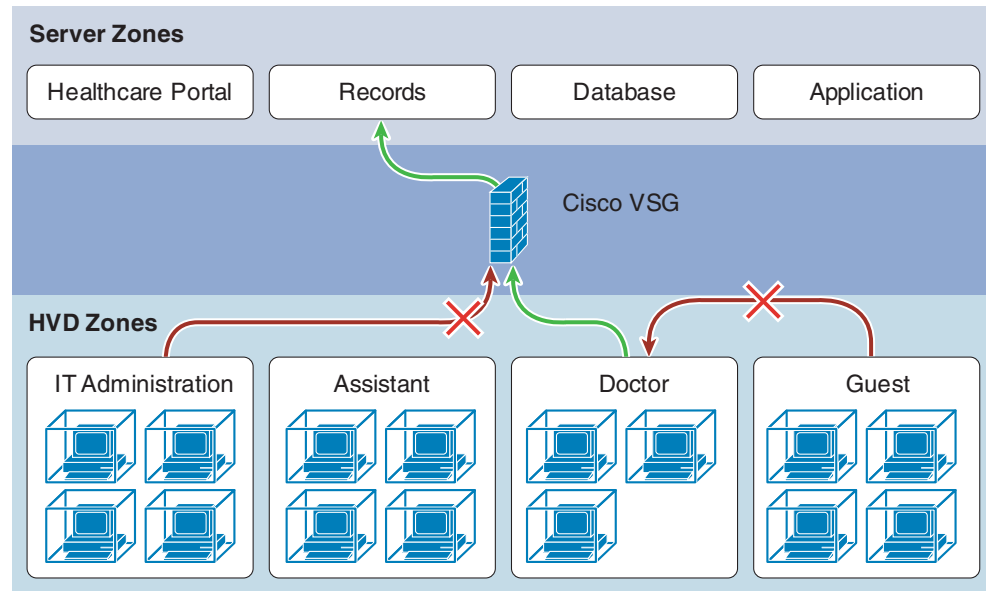 Server Zones
Healthcare Portal
Records
Database
Application
Cisco VSG
HVD Zones
IT Administration
Assistant
Doctor
Guest